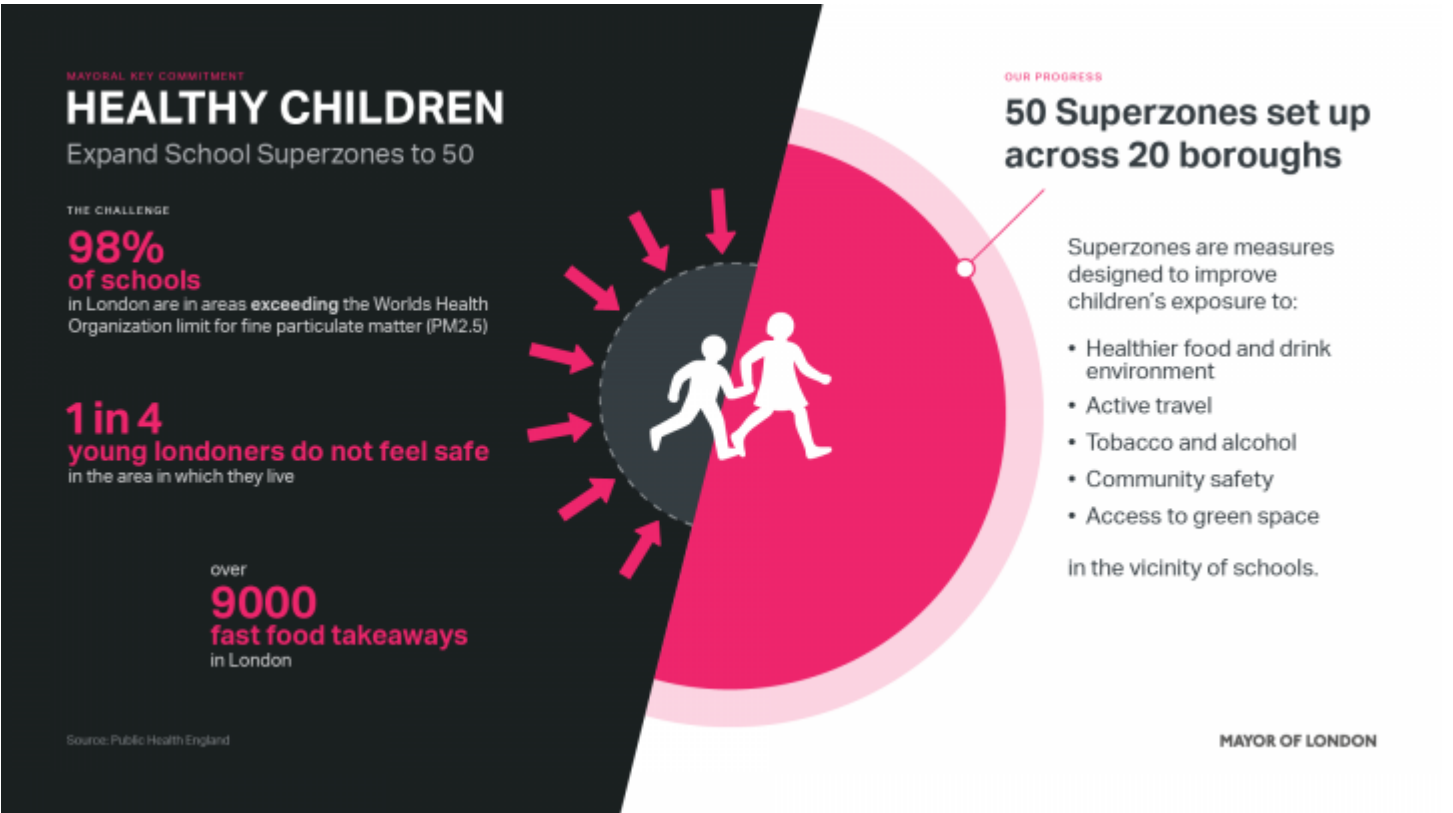 MAYORAL KEY COMMITMENT
HEALTHY CHILDREN
Expand School Superzones to 50
THE CHALLENGE
98%
of schools
in London are in areas exceeding the Worlds Health
Organization limit for fine particulate matter (PM2.5)
1 in 4
young londoners do not feel safe
in the area in which they live
over
9000
fast food takeaways
in London
Source: Public Health England
OUR PROGRESS
50 Superzones set up
across 20 boroughs
Superzones are measures
designed to improve
children's exposure to:
• Healthier food and drink
environment
• Active travel
• Tobacco and alcohol
• Community safety
• Access to green space
in the vicinity of schools.
MAYOR OF LONDON